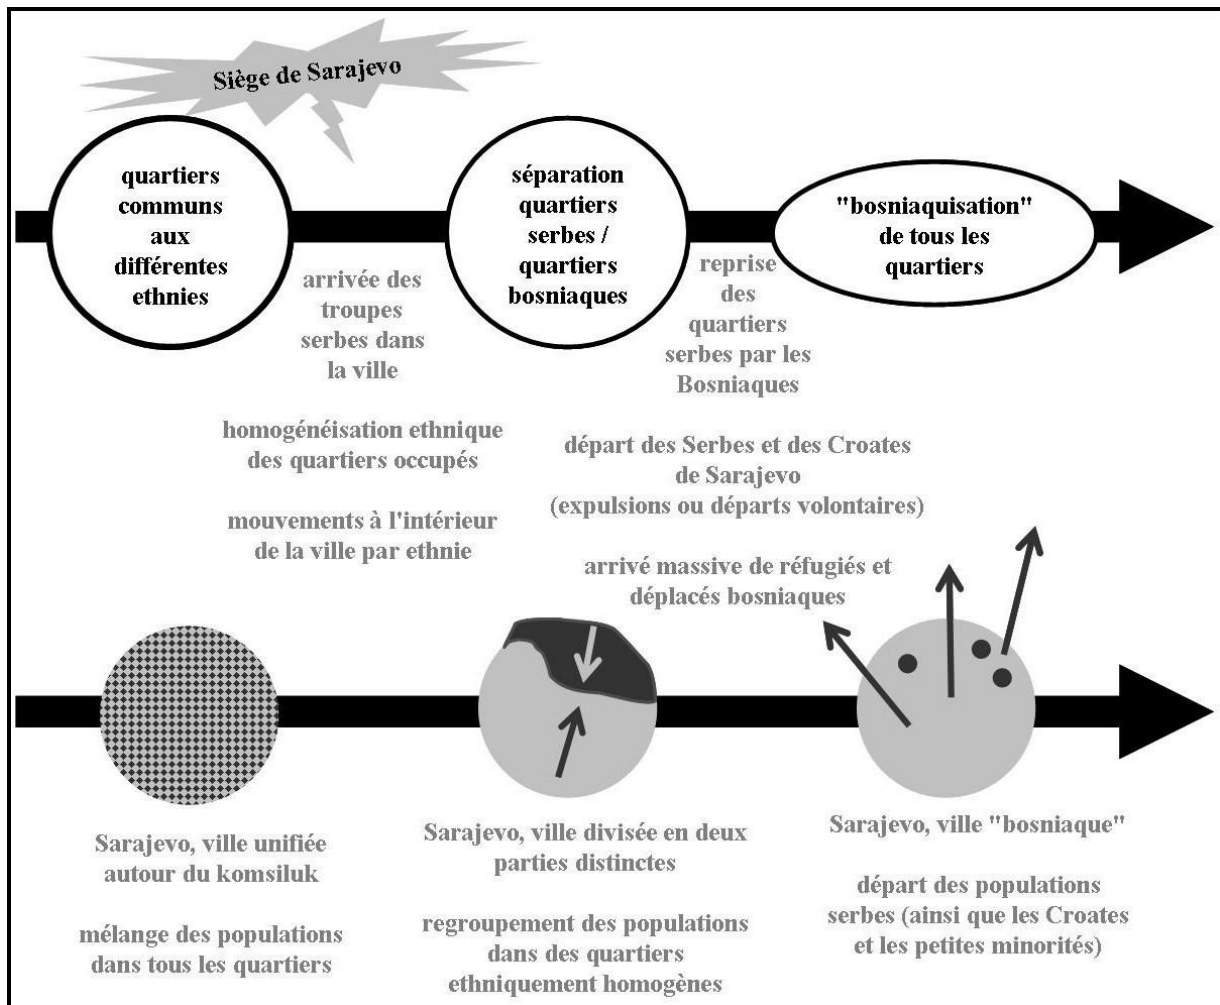 Siège de Sarajevo
quartiers
communs
aux
différentes
ethnies
séparation
quartiers
serbes /
quartiers
bosniaques
"bosniaquisation"
de tous les
quartiers
arrivée des
troupes
serbes dans
la ville
reprise
des
quartiers
serbes par les
Bosniaques
homogénéisation ethnique
des quartiers occupés
départ des Serbes et des Croates
de Sarajevo
(expulsions ou départs volontaires)
mouvements à l'intérieur
de la ville par ethnie
arrivé massive de réfugiés et
déplacés bosniaques
Sarajevo, ville unifiée
autour du komsiluk
mélange des populations
dans tous les quartiers
Sarajevo, ville divisée en deux
parties distinctes
regroupement des populations
dans des quartiers
ethniquement homogènes
Sarajevo, ville "bosniaque"
départ des populations
serbes (ainsi que les Croates
et les petites minorités)